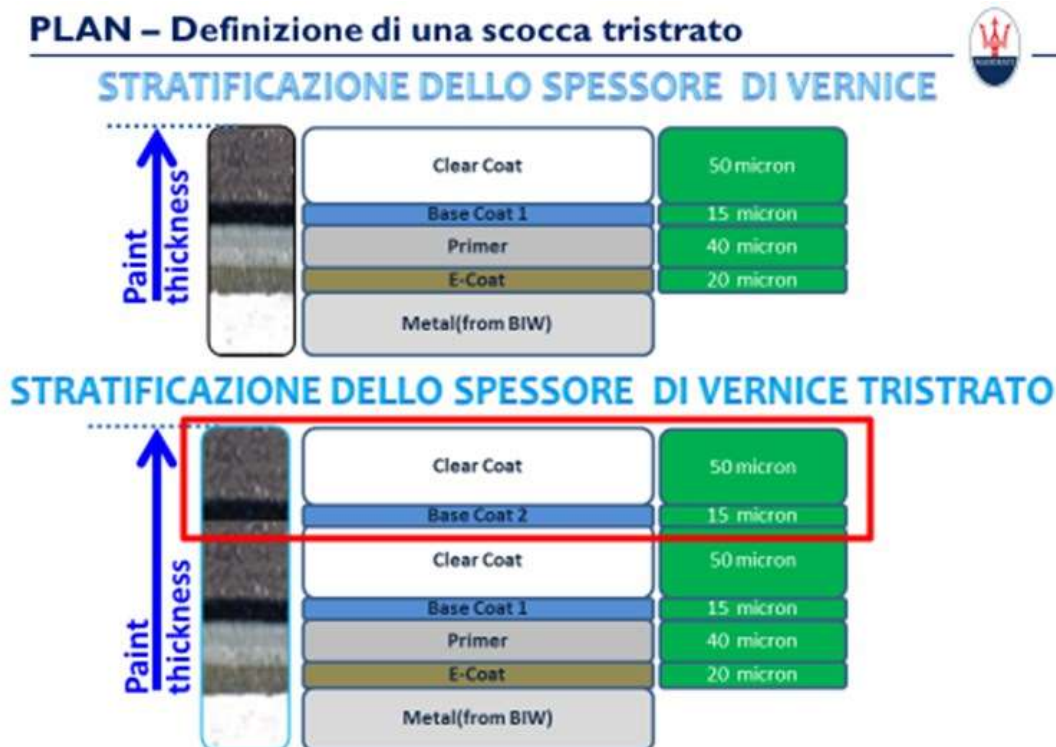 PLAN – Definizione di una scocca tristrato
MASERATI
STRATIFICAZIONE DELLO SPESSORE DI VERNICE
Paint
thickness
Clear Coat 50 micron
Base Coat 1 15 micron
Primer 40 micron
E-Coat 20 micron
Metal(from BIW)
STRATIFICAZIONE DELLO SPESSORE DI VERNICE TRISTRATO
Paint
thickness
Clear Coat 50 micron
Base Coat 2 15 micron
Clear Coat 50 micron
Base Coat 1 15 micron
Primer 40 micron
E-Coat 20 micron
Metal(from BIW)